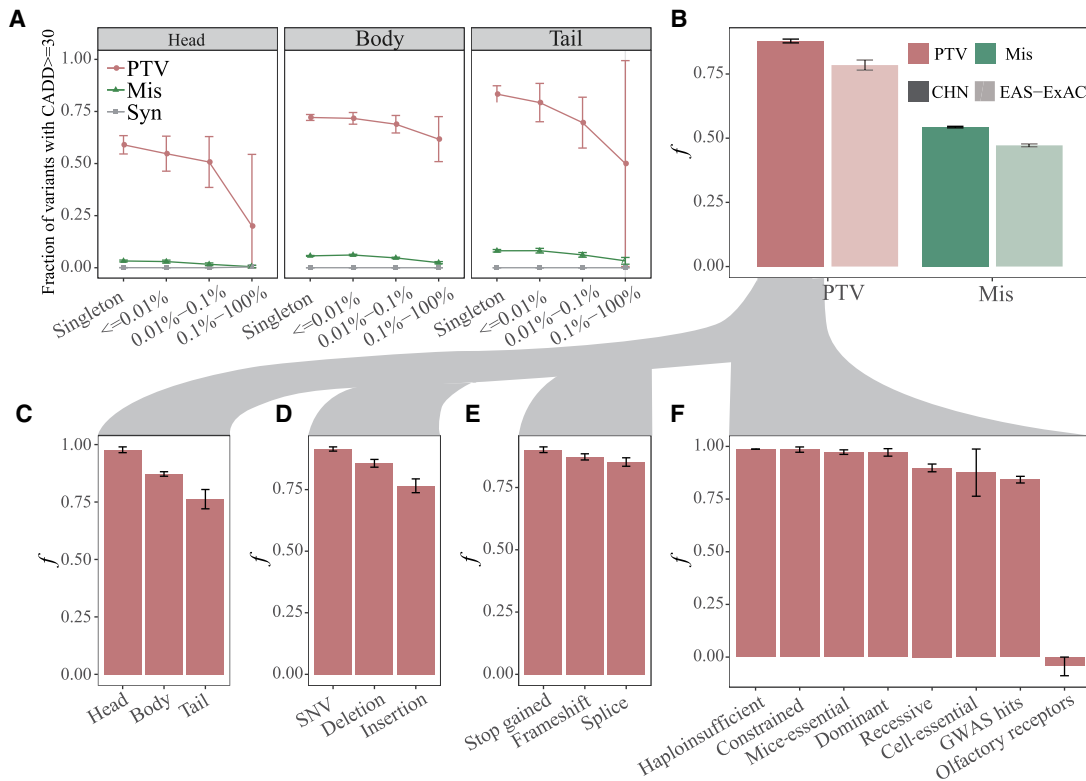 A
Head
Body
Tail
Fraction of variants with CADD>=30
1.00
0.75
0.50
0.25
0.00
PTV
Mis
Syn
Singleton
<=0.01%
0.01%−0.1%
0.1%−100%
Singleton
<=0.01%
0.01%−0.1%
0.1%−100%
Singleton
<=0.01%
0.01%−0.1%
0.1%−100%
B
f
0.75
0.50
0.25
0.00
PTV
Mis
CHN
EAS−ExAC
PTV
Mis
C
f
1.00
0.75
0.50
0.25
0.00
Head
Body
Tail
D
f
0.75
0.50
0.25
0.00
SNV
Deletion
Insertion
E
f
0.75
0.50
0.25
0.00
Stop gained
Frameshift
Splice
F
f
1.00
0.75
0.50
0.25
0.00
Haploinsufficient
Constrained
Mice-essential
Dominant
Recessive
Cell-essential
GWAS hits
Olfactory receptors